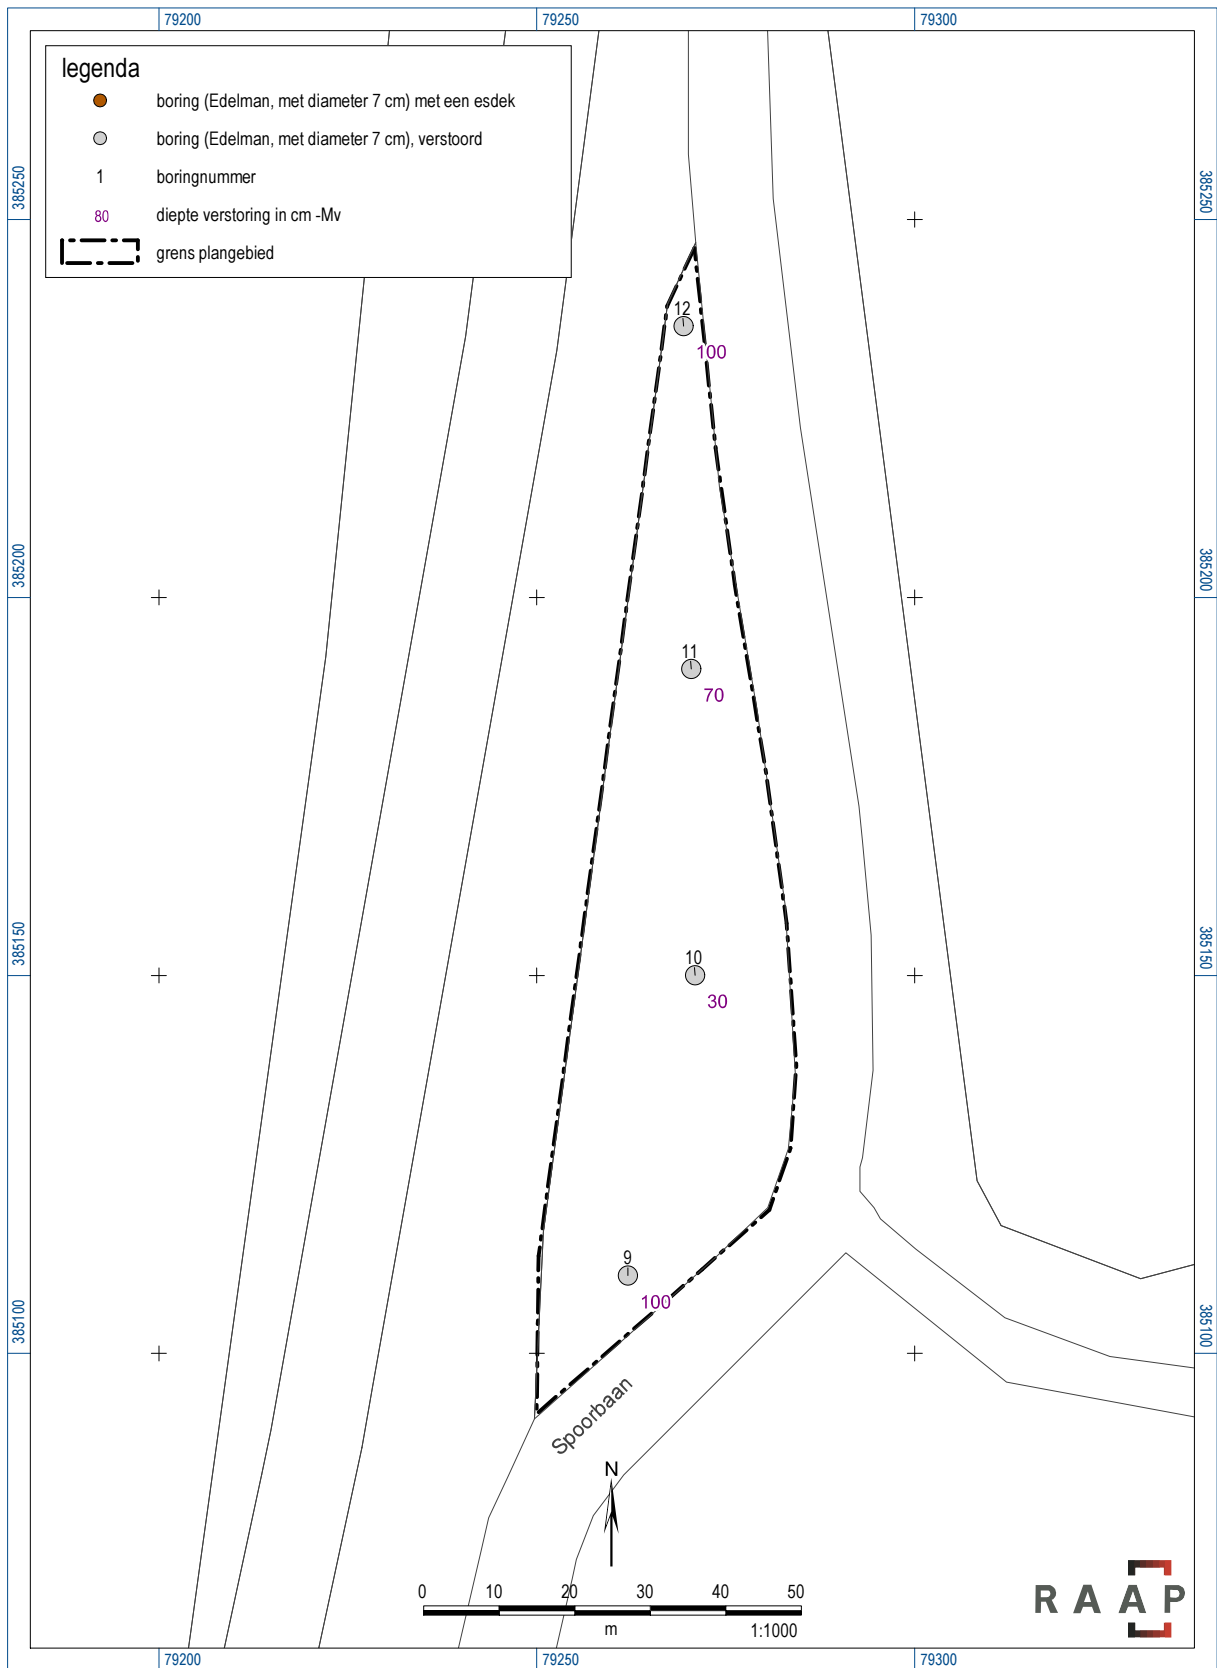 79200 79250 79300
legenda
boring (Edelman, met diameter 7 cm) met een esdek
boring (Edelman, met diameter 7 cm), verstoord
1 boringnummer
80 diepte verstoring in cm -Mv
grens plangebied
385250 385250
12
100
385200 385200
11
70
385150 385150
10
30
9
100
385100 385100
Spoorbaan
N
0 10 20 30 40 50
m 1:1000
RAAP
79200 79250 79300